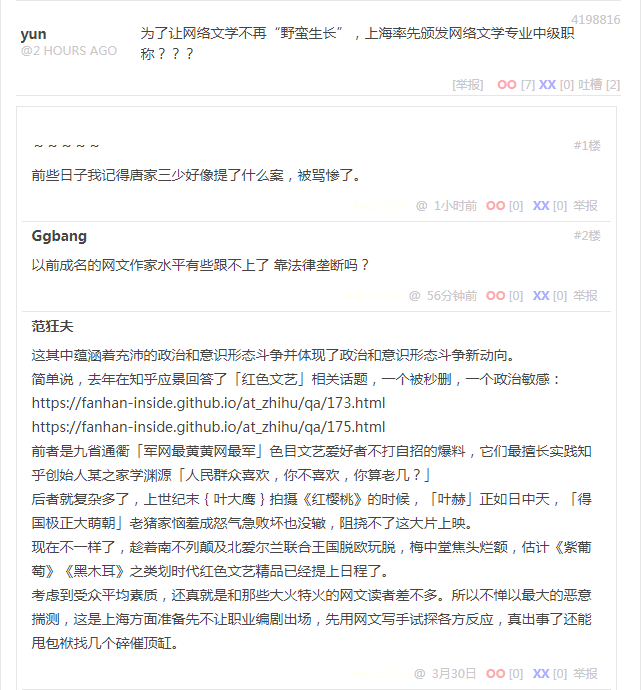 4198816
yun
@2 HOURS AGO
为了让网络文学不再“野蛮生长”，上海率先颁发网络文学专业中级职
称？？？
[举报] OO [7] XX [0] 吐槽 [2]
～～～～～ #1楼
前些日子我记得唐家三少好像提了什么案，被骂惨了。
@ 1小时前 OO [0] XX [0] 举报
Ggbang #2楼
以前成名的网文作家水平有些跟不上了 靠法律垄断吗？
@ 56分钟前 OO [0] XX [0] 举报
范狂夫
这其中蕴涵着充沛的政治和意识形态斗争并体现了政治和意识形态斗争新动向。
简单说，去年在知乎应景回答了「红色文艺」相关话题，一个被秒删，一个政治敏感：
https://fanhan-inside.github.io/at_zhihu/qa/173.html
https://fanhan-inside.github.io/at_zhihu/qa/175.html
前者是九省通衢「军网最黄黄网最军」色目文艺爱好者不打自招的爆料，它们最擅长实践知
乎创始人某之家学渊源「人民群众喜欢，你不喜欢，你算老几？」
后者就复杂多了，上世纪末｛叶大鹰｝拍摄《红樱桃》的时候，「叶赫」正如日中天，「得
国极正大萌朝」老猪家恼羞成怒气急败坏也没辙，阻挠不了这大片上映。
现在不一样了，趁着南不列颠及北爱尔兰联合王国脱欧玩脱，梅中堂焦头烂额，估计《紫葡
萄》《黑木耳》之类划时代红色文艺精品已经提上日程了。
考虑到受众平均素质，还真就是和那些大火特火的网文读者差不多。所以不惮以最大的恶意
揣测，这是上海方面准备先不让职业编剧出场，先用网文写手试探各方反应，真出事了还能
甩包袱找几个碎催顶缸。
@ 3月30日 OO [0] XX [0] 举报